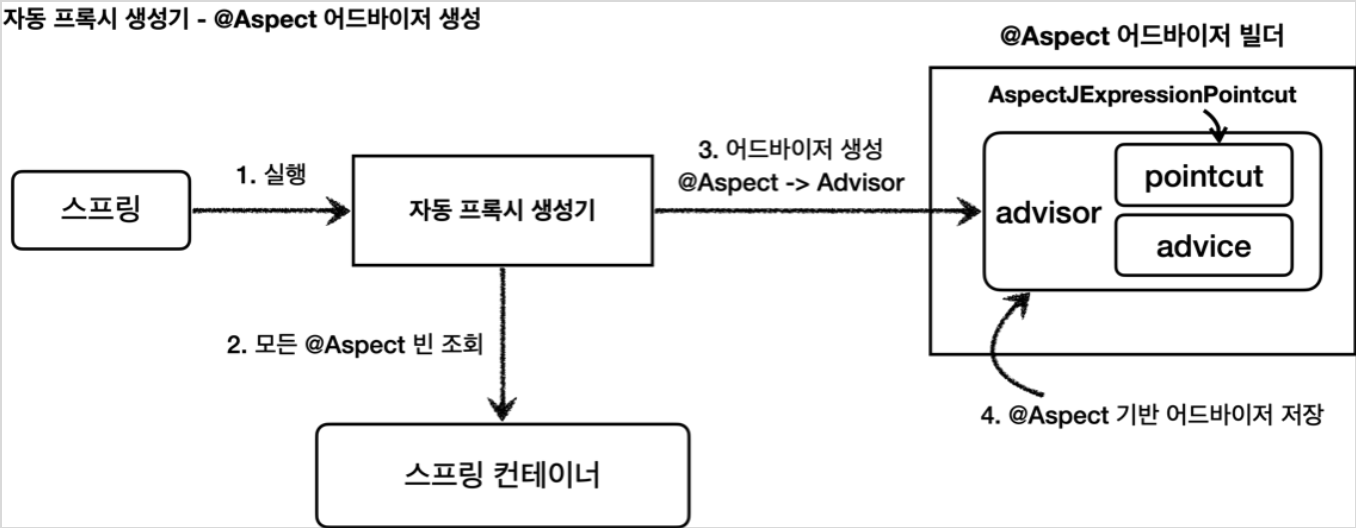 자동 프록시 생성기 - @Aspect 어드바이저 생성
@Aspect 어드바이저 빌더
AspectJExpressionPointcut
1. 실행
3. 어드바이저 생성
@Aspect -> Advisor
스프링
자동 프록시 생성기
advisor
pointcut
advice
2. 모든 @Aspect 빈 조회
4. @Aspect 기반 어드바이저 저장
스프링 컨테이너